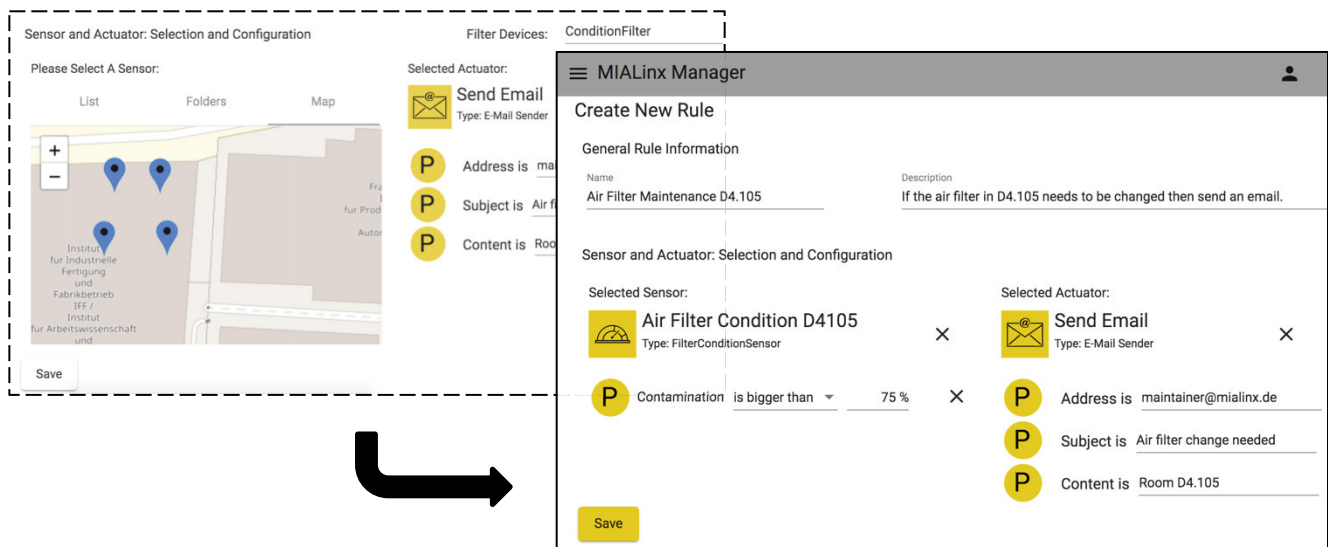 Sensor and Actuator: Selection and Configuration
Filter Devices:
ConditionFilter
Please Select A Sensor:
List
Folders
Map
+
−
Institut
fur Industrielle
Fertigung
und
Fabrikbetrieb
IFF /
Institut
fur Arbeitswissenschaft
und
fur Prod
Save
Selected Actuator:
@
Send Email
Type: E-Mail Sender
P Address is
P Subject is Air
P Content is
MIALinx Manager
Create New Rule
General Rule Information
Name
Air Filter Maintenance D4.105
Description
If the air filter in D4.105 needs to be changed then send an email.
Sensor and Actuator: Selection and Configuration
Selected Sensor:
Air Filter Condition D4105
Type: FilterConditionSensor
P Contamination is bigger than 75 %
Selected Actuator:
@
Send Email
Type: E-Mail Sender
P Address is maintainer@mialinx.de
P Subject is Air filter change needed
P Content is Room D4.105
Save